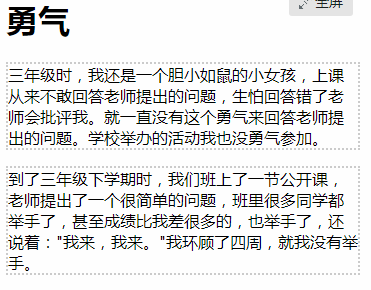 全屏
勇气
三年级时，我还是一个胆小如鼠的小女孩，上课
从来不敢回答老师提出的问题，生怕回答错了老
师会批评我。就一直没有这个勇气来回答老师提
出的问题。学校举办的活动我也没勇气参加。
到了三年级下学期时，我们班上了一节公开课，
老师提出了一个很简单的问题，班里很多同学都
举手了，甚至成绩比我差很多的，也举手了，还
说着："我来，我来。"我环顾了四周，就我没有举
手。